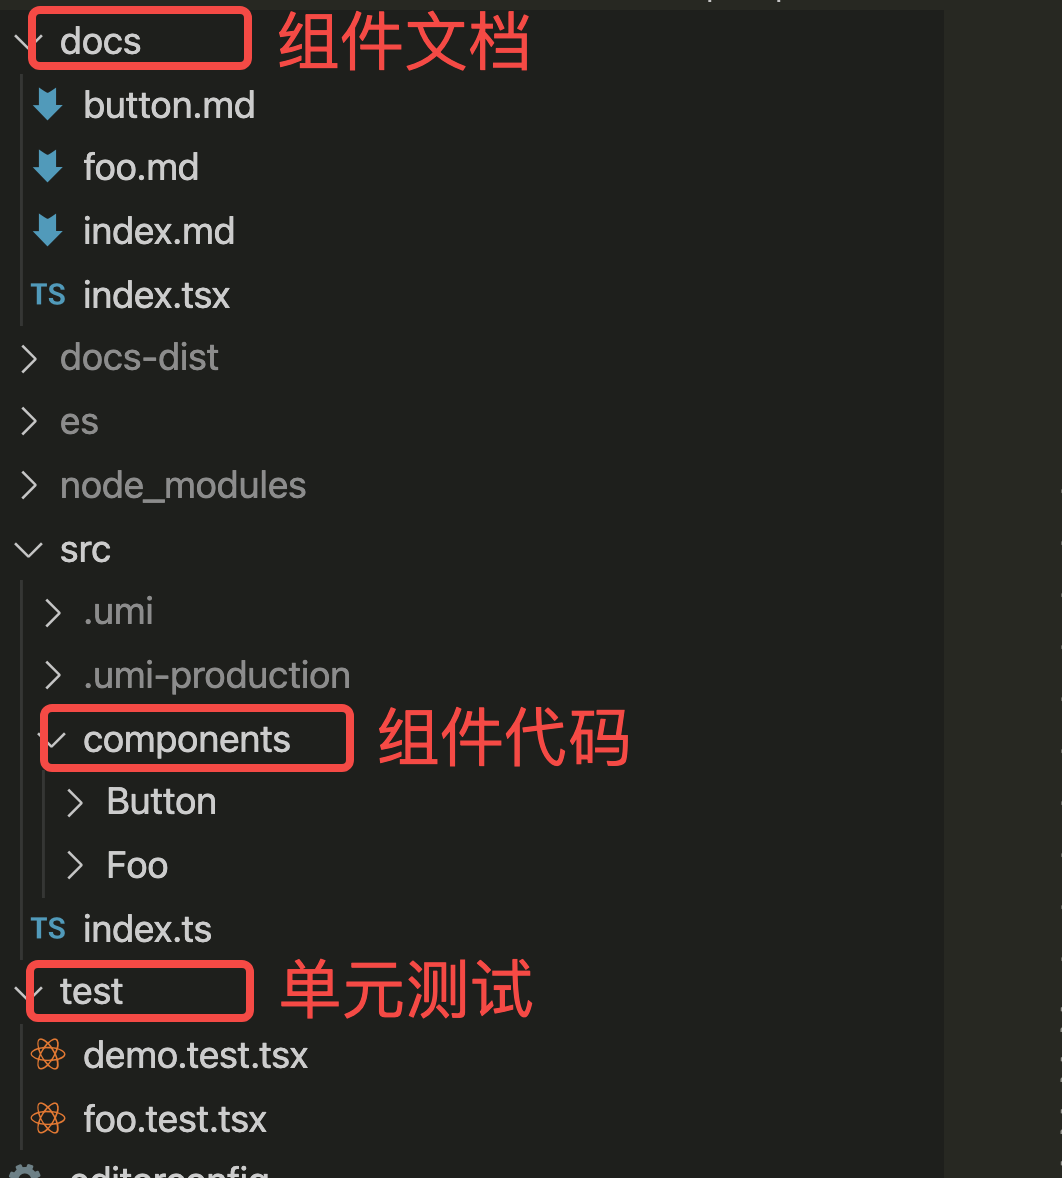 docs 组件文档
button.md
foo.md
index.md
TS index.tsx
docs-dist
es
node_modules
src
.umi
.umi-production
components 组件代码
Button
Foo
TS index.ts
test 单元测试
demo.test.tsx
foo.test.tsx
.editorconfig